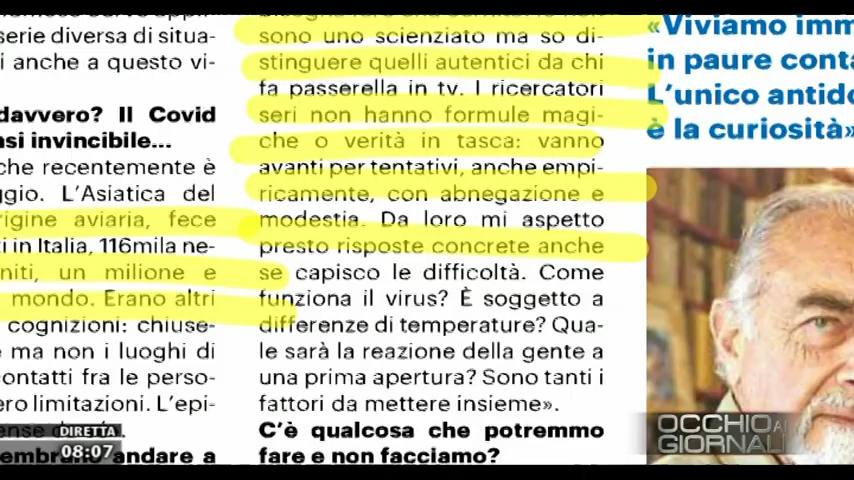 serie diversa di situa-
i anche a questo vi-
davvero? Il Covid
nsi invincibile...
che recentemente è
ggio. L'Asiatica del
rigine aviaria, fece
ti in Italia, 116mila ne-
niti, un milione e
mondo. Erano altri
cognizioni: chiuse-
e ma non i luoghi di
contatti fra le perso-
ero limitazioni. L'epi-
andare a
sono uno scienziato ma so di-
stinguere quelli autentici da chi
fa passerella in tv. I ricercatori
seri non hanno formule magi-
che o verità in tasca: vanno
avanti per tentativi, anche empi-
ricamente, con abnegazione e
modestia. Da loro mi aspetto
presto risposte concrete anche
se capisco le difficoltà. Come
funziona il virus? È soggetto a
differenze di temperature? Qua-
le sarà la reazione della gente a
una prima apertura? Sono tanti i
fattori da mettere insieme».
C'è qualcosa che potremmo
fare e non facciamo?
«Viviamo imm
in paure conta
L'unico antido
è la curiosità»
DIRETTA
08:07
OCCHIO AI
GIORNALI